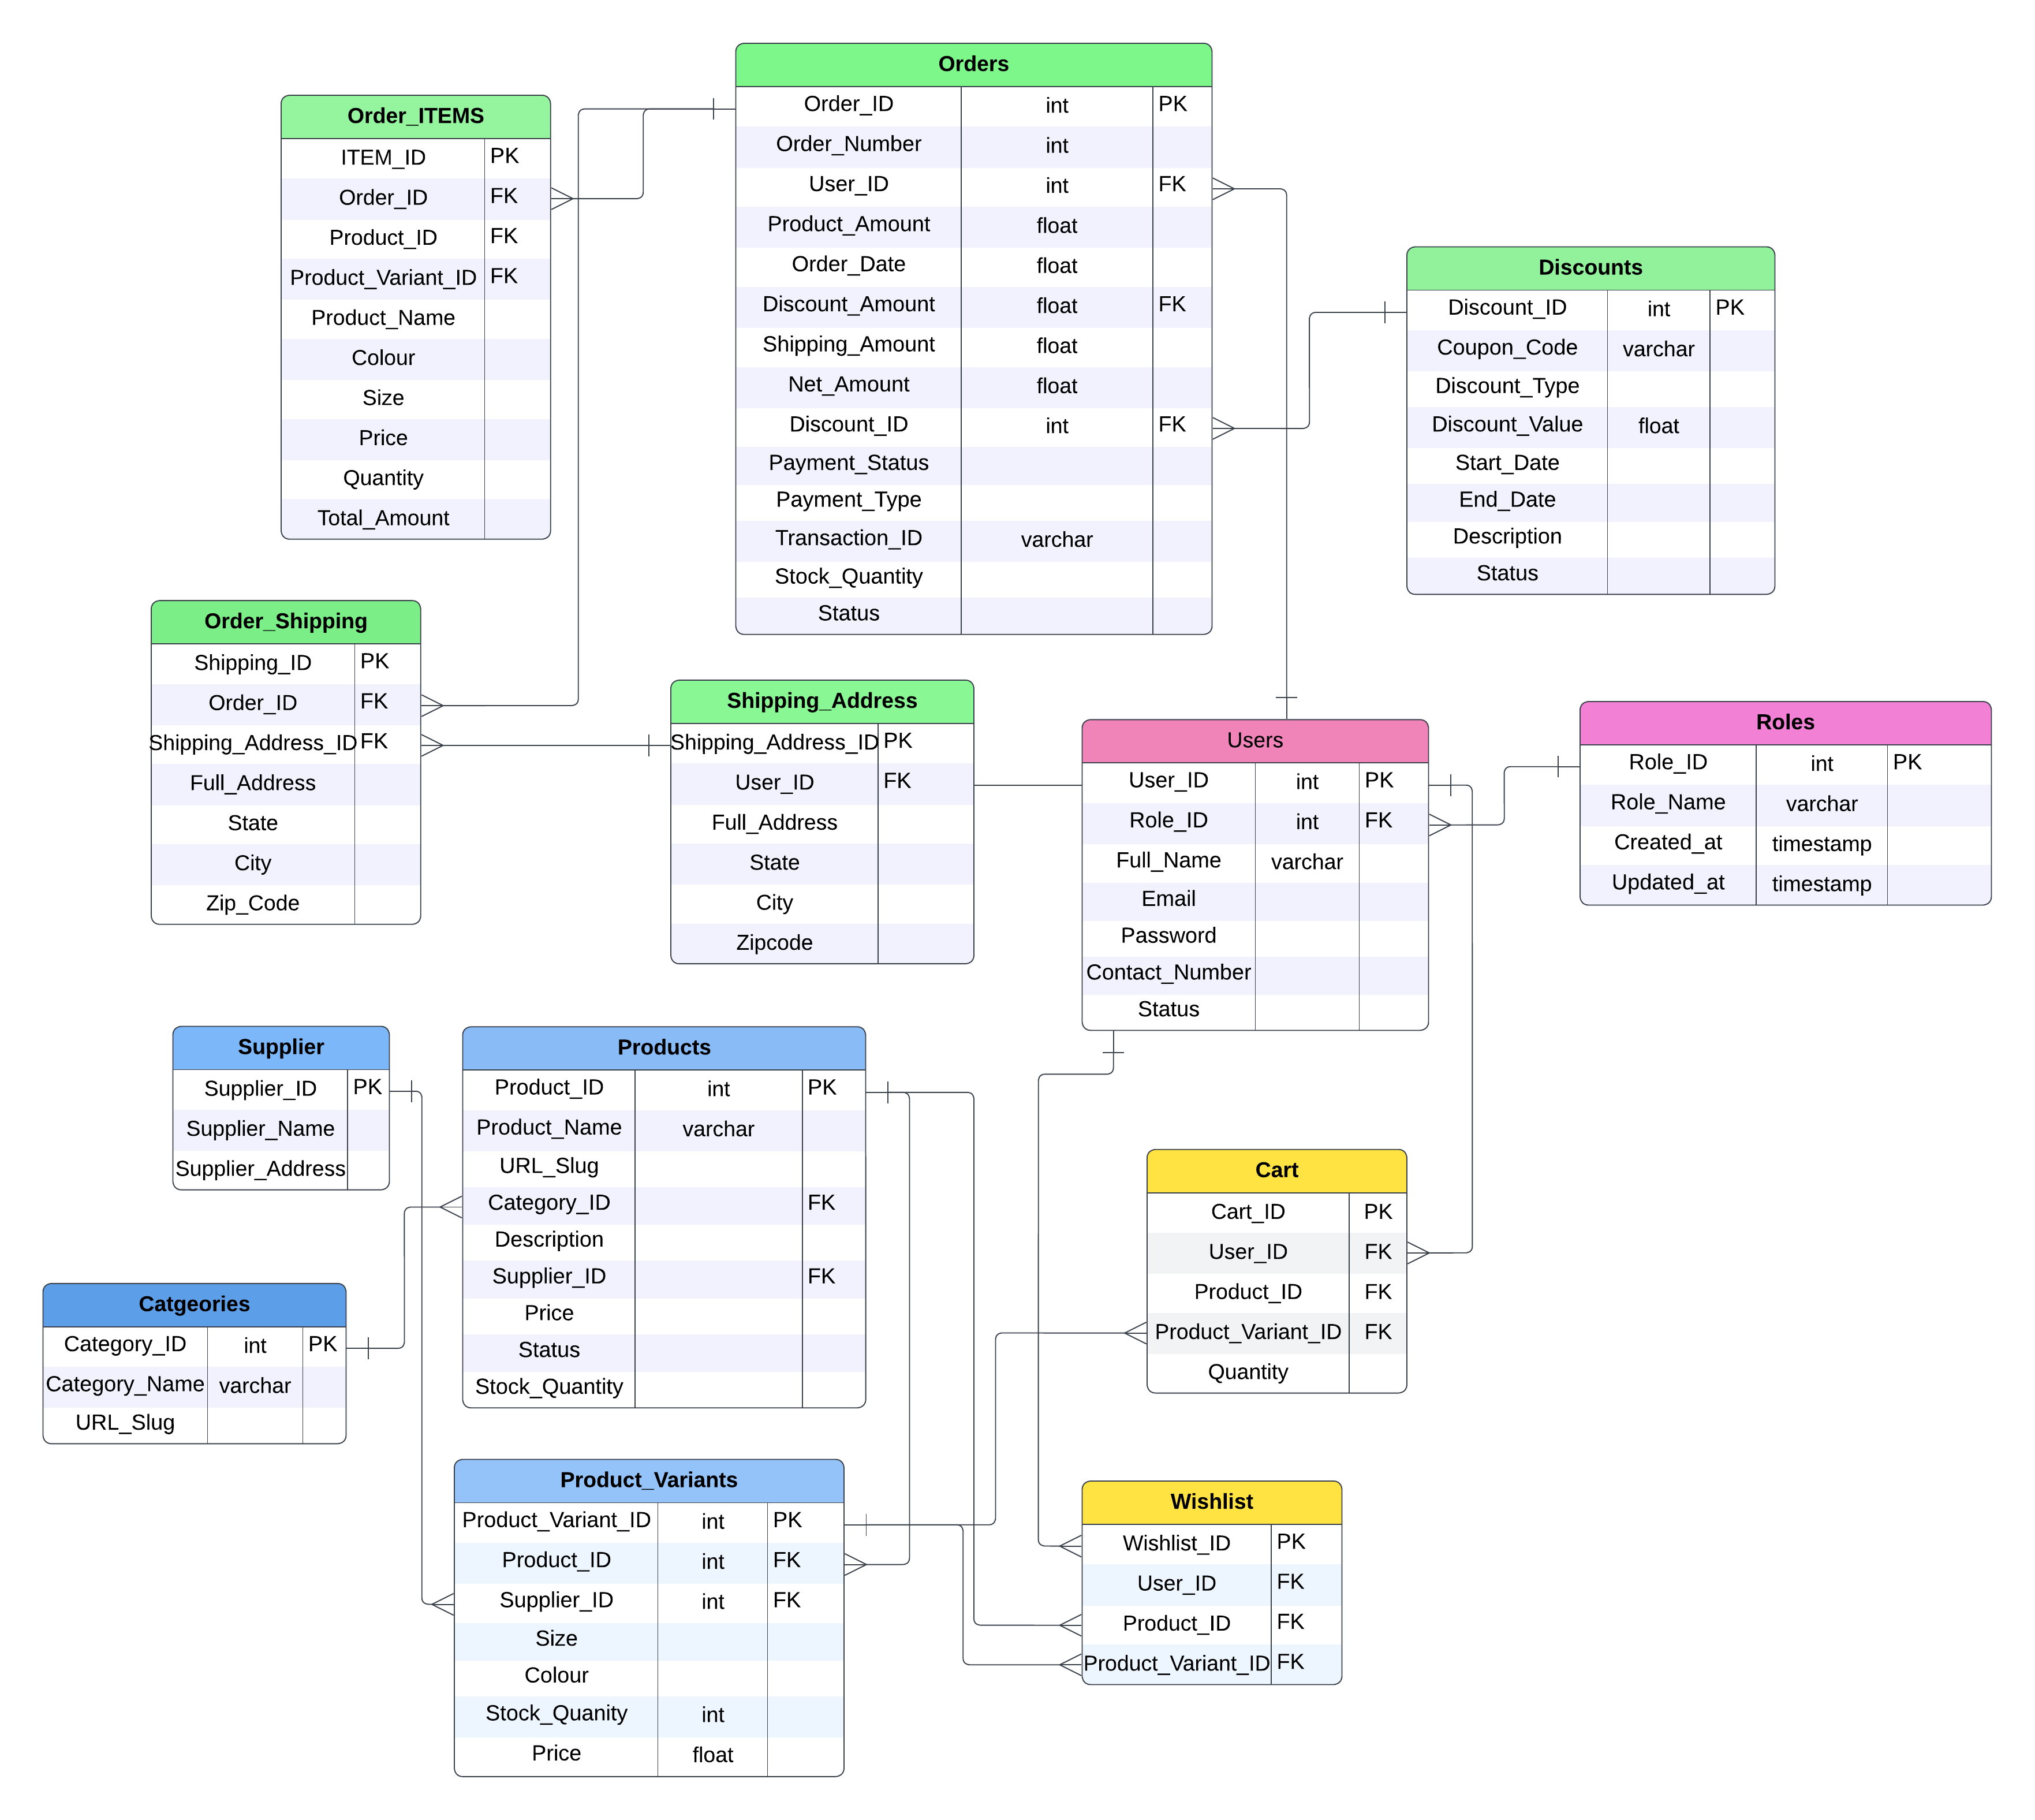 Orders
Order_ID int PK
Order_Number int
User_ID int FK
Product_Amount float
Order_Date float
Discount_Amount float FK
Shipping_Amount float
Net_Amount float
Discount_ID int FK
Payment_Status
Payment_Type
Transaction_ID varchar
Stock_Quantity
Status
Order_ITEMS
ITEM_ID PK
Order_ID FK
Product_ID FK
Product_Variant_ID FK
Product_Name
Colour
Size
Price
Quantity
Total_Amount
Discounts
Discount_ID int PK
Coupon_Code varchar
Discount_Type
Discount_Value float
Start_Date
End_Date
Description
Status
Order_Shipping
Shipping_ID PK
Order_ID FK
Shipping_Address_ID FK
Full_Address
State
City
Zip_Code
Shipping_Address
Shipping_Address_ID PK
User_ID FK
Full_Address
State
City
Zipcode
Users
User_ID int PK
Role_ID int FK
Full_Name varchar
Email
Password
Contact_Number
Status
Roles
Role_ID int PK
Role_Name varchar
Created_at timestamp
Updated_at timestamp
Supplier
Supplier_ID PK
Supplier_Name
Supplier_Address
Products
Product_ID int PK
Product_Name varchar
URL_Slug
Category_ID FK
Description
Supplier_ID FK
Price
Status
Stock_Quantity
Cart
Cart_ID PK
User_ID FK
Product_ID FK
Product_Variant_ID FK
Quantity
Catgeories
Category_ID int PK
Category_Name varchar
URL_Slug
Product_Variants
Product_Variant_ID int PK
Product_ID int FK
Supplier_ID int FK
Size
Colour
Stock_Quanity int
Price float
Wishlist
Wishlist_ID PK
User_ID FK
Product_ID FK
Product_Variant_ID FK